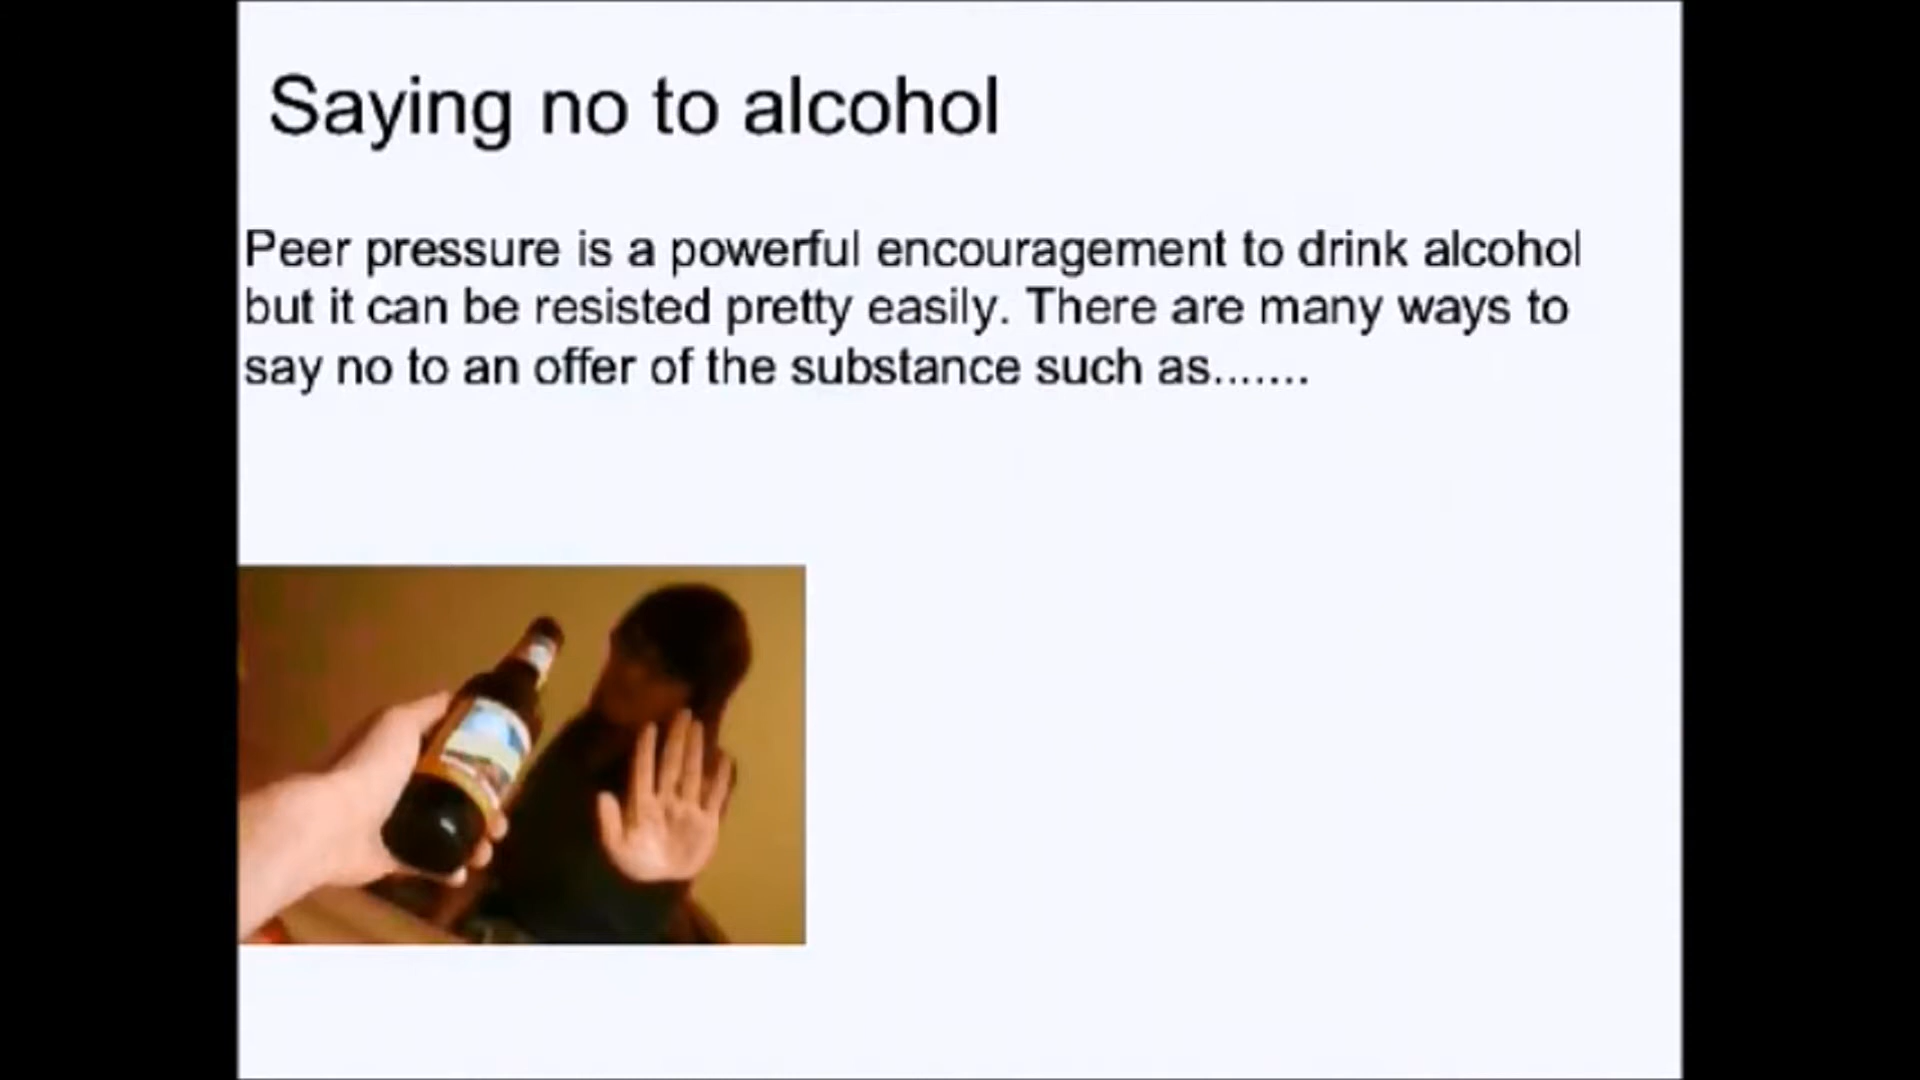 Saying no to alcohol
Peer pressure is a powerful encouragement to drink alcohol
but it can be resisted pretty easily. There are many ways to
say no to an offer of the substance such as.......